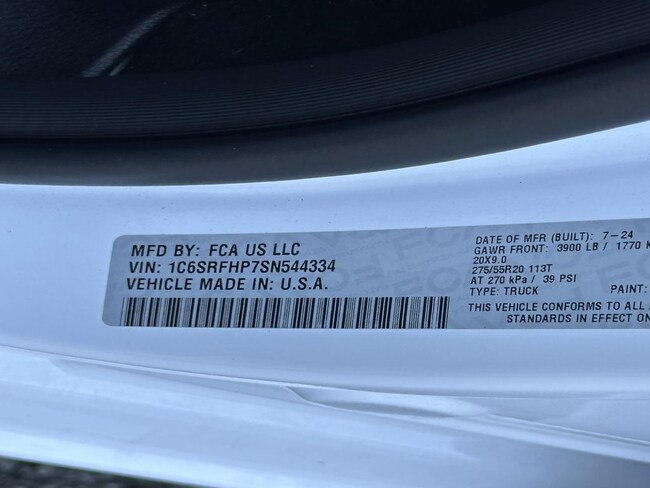 MFD BY: FCA US LLC
VIN: 1C6SRFHP7SN544334
VEHICLE MADE IN: U.S.A.
DATE OF MFR (BUILT): 7-24
GAWR FRONT: 3900 LB / 1770 K
20X9.0
275/55R20 113T
AT 270 kPa / 39 PSI
TYPE: TRUCK PAINT:
THIS VEHICLE CONFORMS TO ALL
STANDARDS IN EFFECT ON